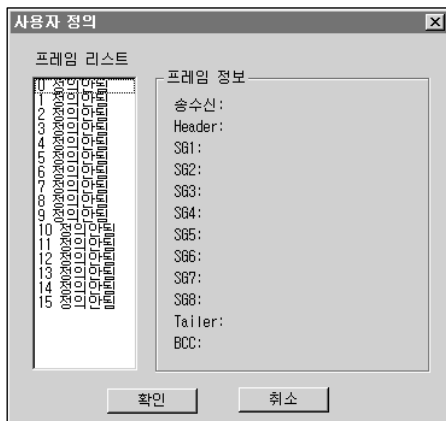 사용자 정의
프레임 리스트
0 정의안됨
1 정의안됨
2 정의안됨
3 정의안됨
4 정의안됨
5 정의안됨
6 정의안됨
7 정의안됨
8 정의안됨
9 정의안됨
10 정의안됨
11 정의안됨
12 정의안됨
13 정의안됨
14 정의안됨
15 정의안됨
프레임 정보
송수신:
Header:
SG1:
SG2:
SG3:
SG4:
SG5:
SG6:
SG7:
SG8:
Tailer:
BCC:
확인
취소